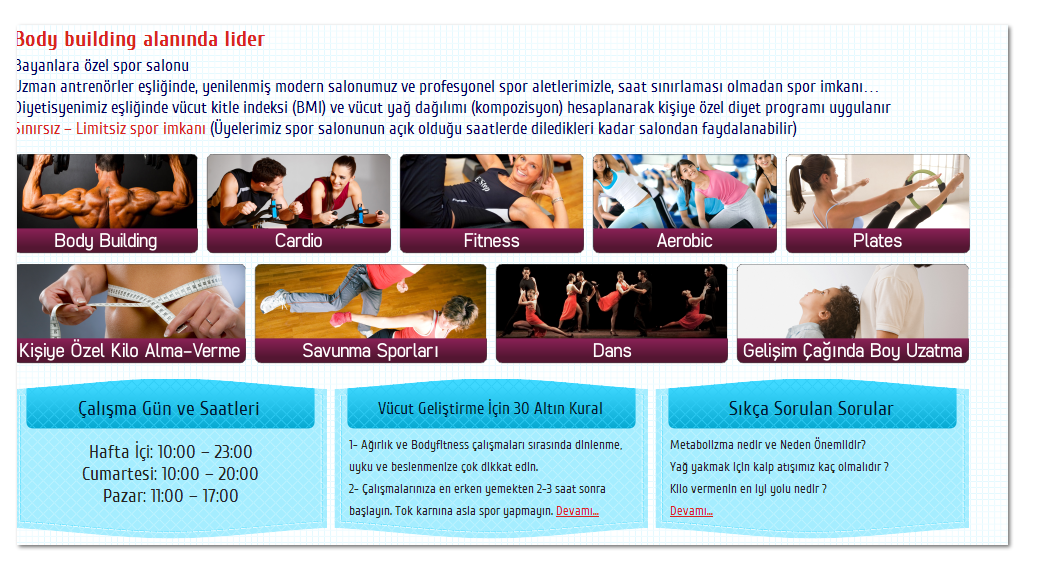 Body building alanında lider
Bayanlara özel spor salonu
Uzman antrenörler eşliğinde, yenilenmiş modern salonumuz ve profesyonel spor aletlerimizle, saat sınırlaması olmadan spor imkanı...
Diyetisyenimiz eşliğinde vücut kitle indeksi (BMI) ve vücut yağ dağılımı (kompozisyon) hesaplanarak kişiye özel diyet programı uygulanır
Sınırsız – Limitsiz spor imkanı (Üyelerimiz spor salonunun açık olduğu saatlerde diledikleri kadar salondan faydalanabilir)
Step
Body Building
Cardio
Fitness
Aerobic
Plates
Kişiye Özel Kilo Alma-Verme
Savunma Sporları
Dans
Gelişim Çağında Boy Uzatma
Çalışma Gün ve Saatleri
Hafta İçi: 10:00 – 23:00
Cumartesi: 10:00 – 20:00
Pazar: 11:00 – 17:00
Vücut Geliştirme İçin 30 Altın Kural
1- Ağırlık ve Bodyfitness çalışmaları sırasında dinlenme,
uyku ve beslenmenize çok dikkat edin.
2- Çalışmalarınıza en erken yemekten 2-3 saat sonra
başlayın. Tok karnına asla spor yapmayın. Devamı...
Sıkça Sorulan Sorular
Metabolizma nedir ve Neden Önemlidir?
Yağ yakmak için kalp atışımız kaç olmalıdır ?
Kilo vermenin en iyi yolu nedir ?
Devamı...